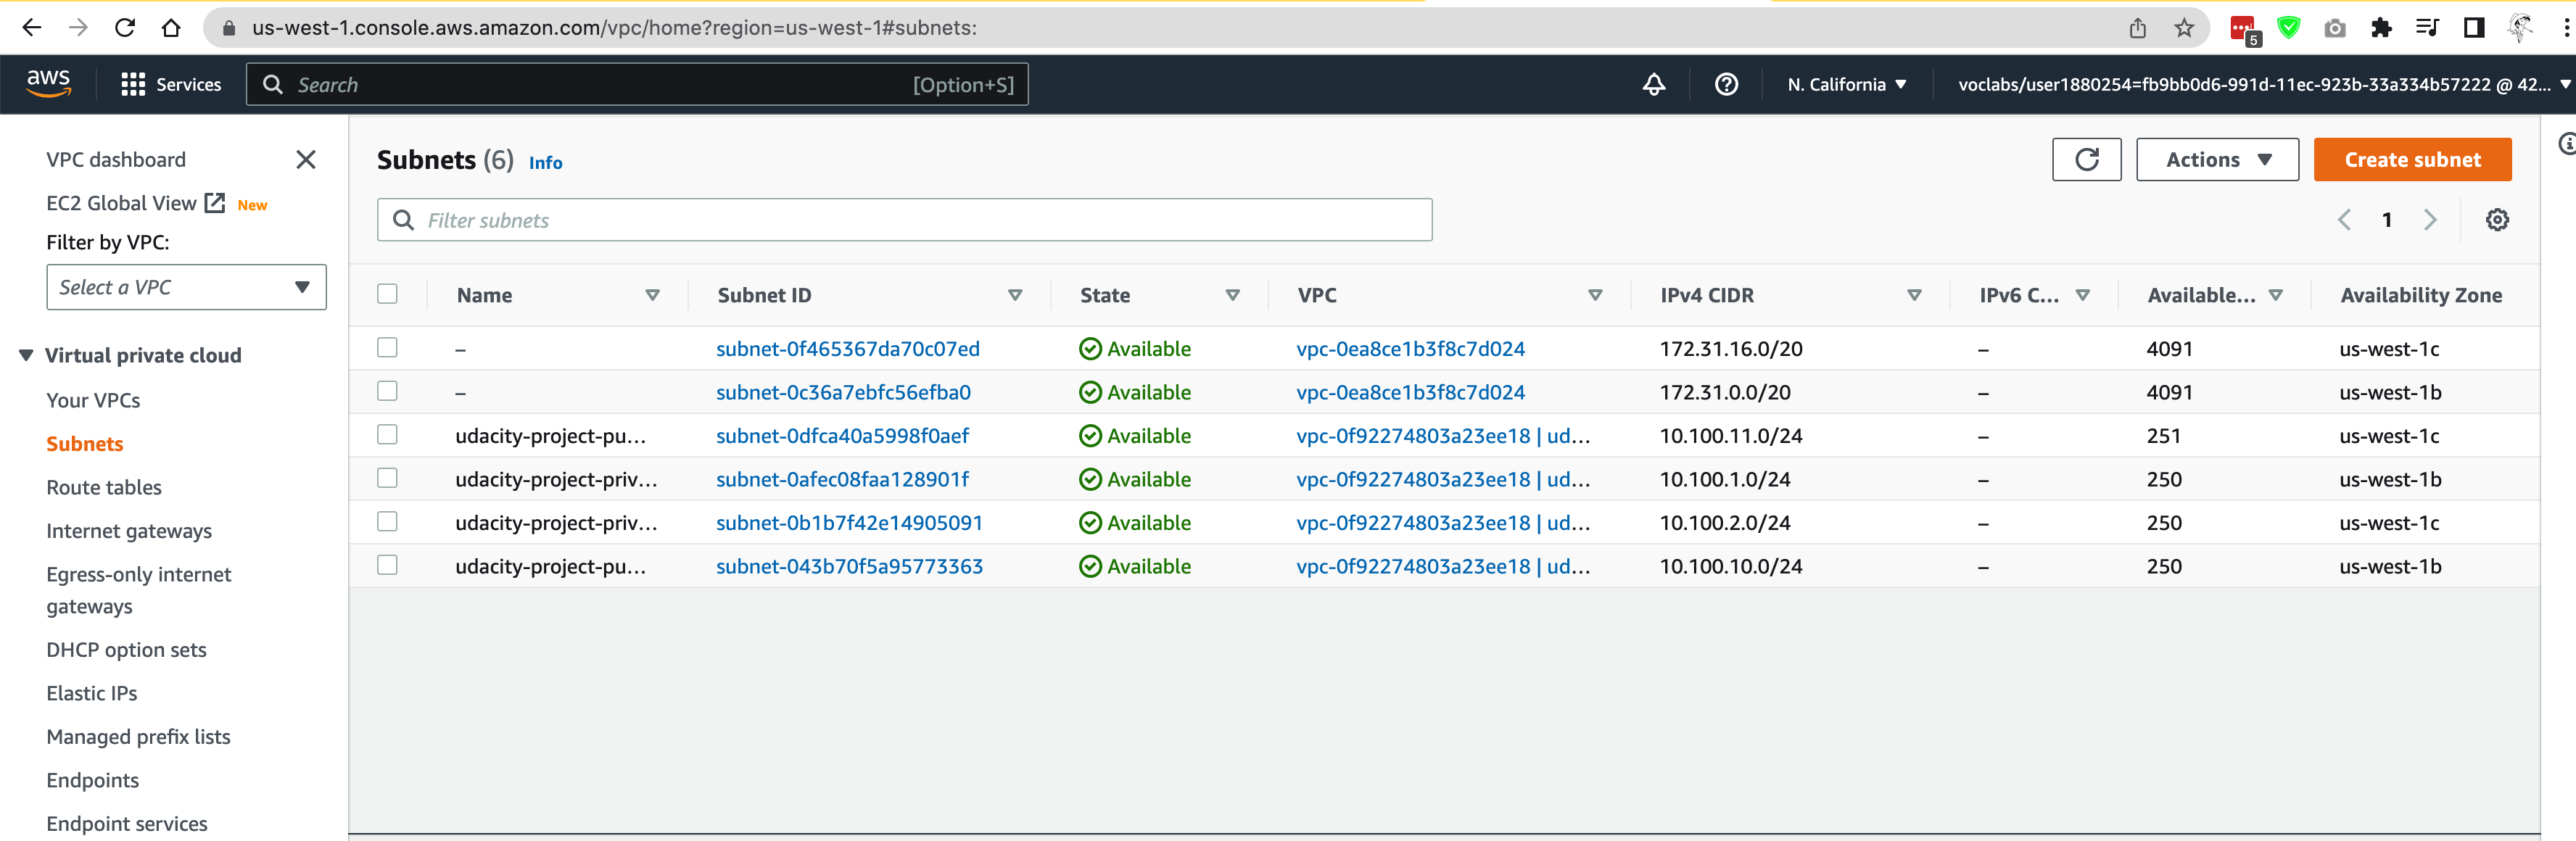 us-west-1.console.aws.amazon.com/vpc/home?region=us-west-1#subnets:
5
aws
Services
Search
[Option+S]
N. California
voclabs/user1880254=fb9bb0d6-991d-11ec-923b-33a334b57222 @ 42...
VPC dashboard
EC2 Global View New
Filter by VPC:
Select a VPC
Virtual private cloud
Your VPCs
Subnets
Route tables
Internet gateways
Egress-only internet
gateways
DHCP option sets
Elastic IPs
Managed prefix lists
Endpoints
Endpoint services
Subnets (6) Info
Actions
Create subnet
Filter subnets
1
Name Subnet ID State VPC IPv4 CIDR IPv6 C... Available... Availability Zone
– subnet-0f465367da70c07ed Available vpc-0ea8ce1b3f8c7d024 172.31.16.0/20 – 4091 us-west-1c
– subnet-0c36a7ebfc56efba0 Available vpc-0ea8ce1b3f8c7d024 172.31.0.0/20 – 4091 us-west-1b
udacity-project-pu... subnet-0dfca40a5998f0aef Available vpc-0f92274803a23ee18 | ud... 10.100.11.0/24 – 251 us-west-1c
udacity-project-priv... subnet-0afec08faa128901f Available vpc-0f92274803a23ee18 | ud... 10.100.1.0/24 – 250 us-west-1b
udacity-project-priv... subnet-0b1b7f42e14905091 Available vpc-0f92274803a23ee18 | ud... 10.100.2.0/24 – 250 us-west-1c
udacity-project-pu... subnet-043b70f5a95773363 Available vpc-0f92274803a23ee18 | ud... 10.100.10.0/24 – 250 us-west-1b